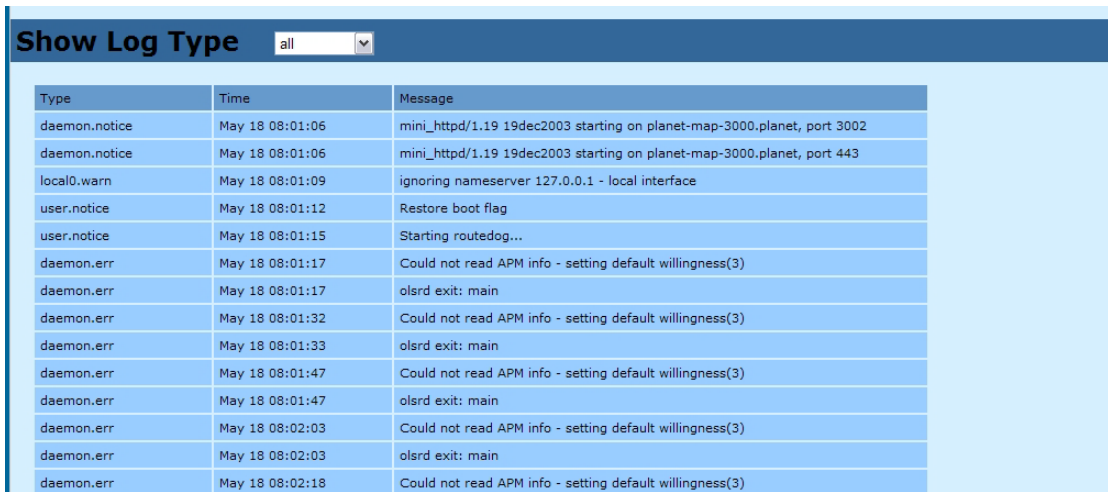 Show Log Type all
Type Time Message
daemon.notice May 18 08:01:06 mini_httpd/1.19 19dec2003 starting on planet-map-3000.planet, port 3002
daemon.notice May 18 08:01:06 mini_httpd/1.19 19dec2003 starting on planet-map-3000.planet, port 443
local0.warn May 18 08:01:09 ignoring nameserver 127.0.0.1 - local interface
user.notice May 18 08:01:12 Restore boot flag
user.notice May 18 08:01:15 Starting routedog...
daemon.err May 18 08:01:17 Could not read APM info - setting default willingness(3)
daemon.err May 18 08:01:17 olsrd exit: main
daemon.err May 18 08:01:32 Could not read APM info - setting default willingness(3)
daemon.err May 18 08:01:33 olsrd exit: main
daemon.err May 18 08:01:47 Could not read APM info - setting default willingness(3)
daemon.err May 18 08:01:47 olsrd exit: main
daemon.err May 18 08:02:03 Could not read APM info - setting default willingness(3)
daemon.err May 18 08:02:03 olsrd exit: main
daemon.err May 18 08:02:18 Could not read APM info - setting default willingness(3)